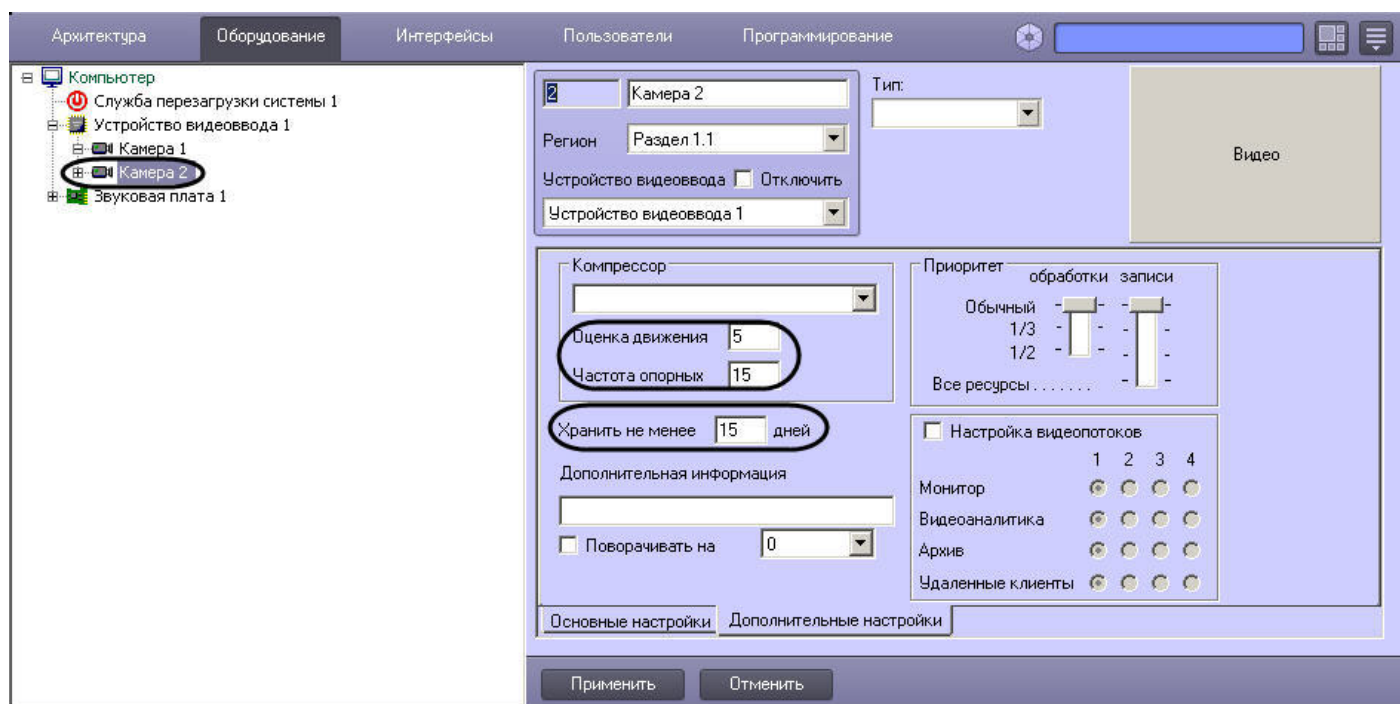 Архитектура Оборудование Интерфейсы Пользователи Программирование
Компьютер
Служба перезагрузки системы 1
Устройство видеоввода 1
Камера 1
Камера 2
Звуковая плата 1
2 Камера 2
Тип:
Регион Раздел 1.1
Устройство видеоввода Отключить
Устройство видеоввода 1
Видео
Компрессор
Оценка движения 5
Частота опорных 15
Хранить не менее 15 дней
Дополнительная информация
Поворачивать на 0
Приоритет
обработки записи
Обычный
1/3
1/2
Все ресурсы . . . . . . .
Настройка видеопотоков
1 2 3 4
Монитор
Видеоаналитика
Архив
Удаленные клиенты
Основные настройки Дополнительные настройки
Применить Отменить